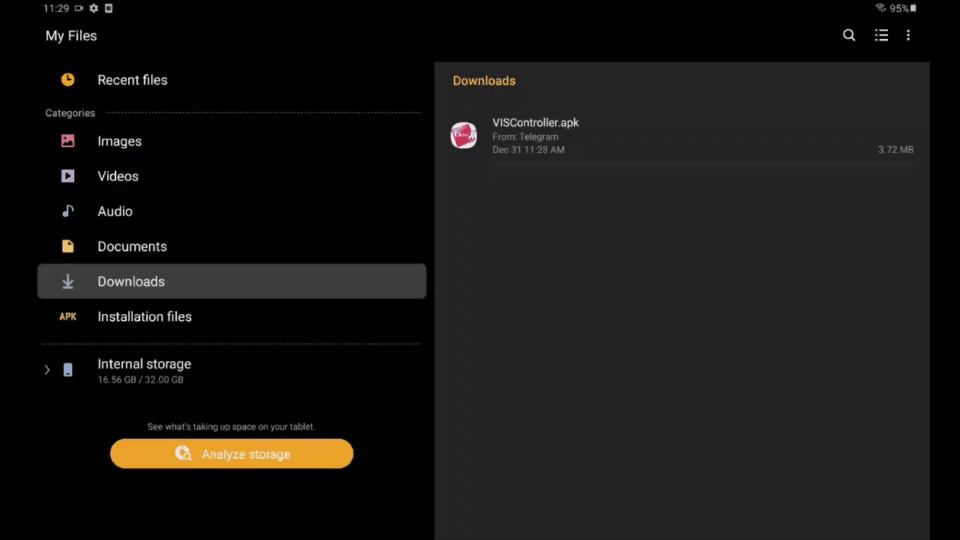 11:29
95%
My Files
Recent files
Categories
Images
Videos
Audio
Documents
Downloads
APK
Installation files
Internal storage
16.56 GB / 32.00 GB
See what's taking up space on your tablet.
Analyze storage
Downloads
VISController.apk
From: Telegram
Dec 31 11:28 AM
3.72 MB